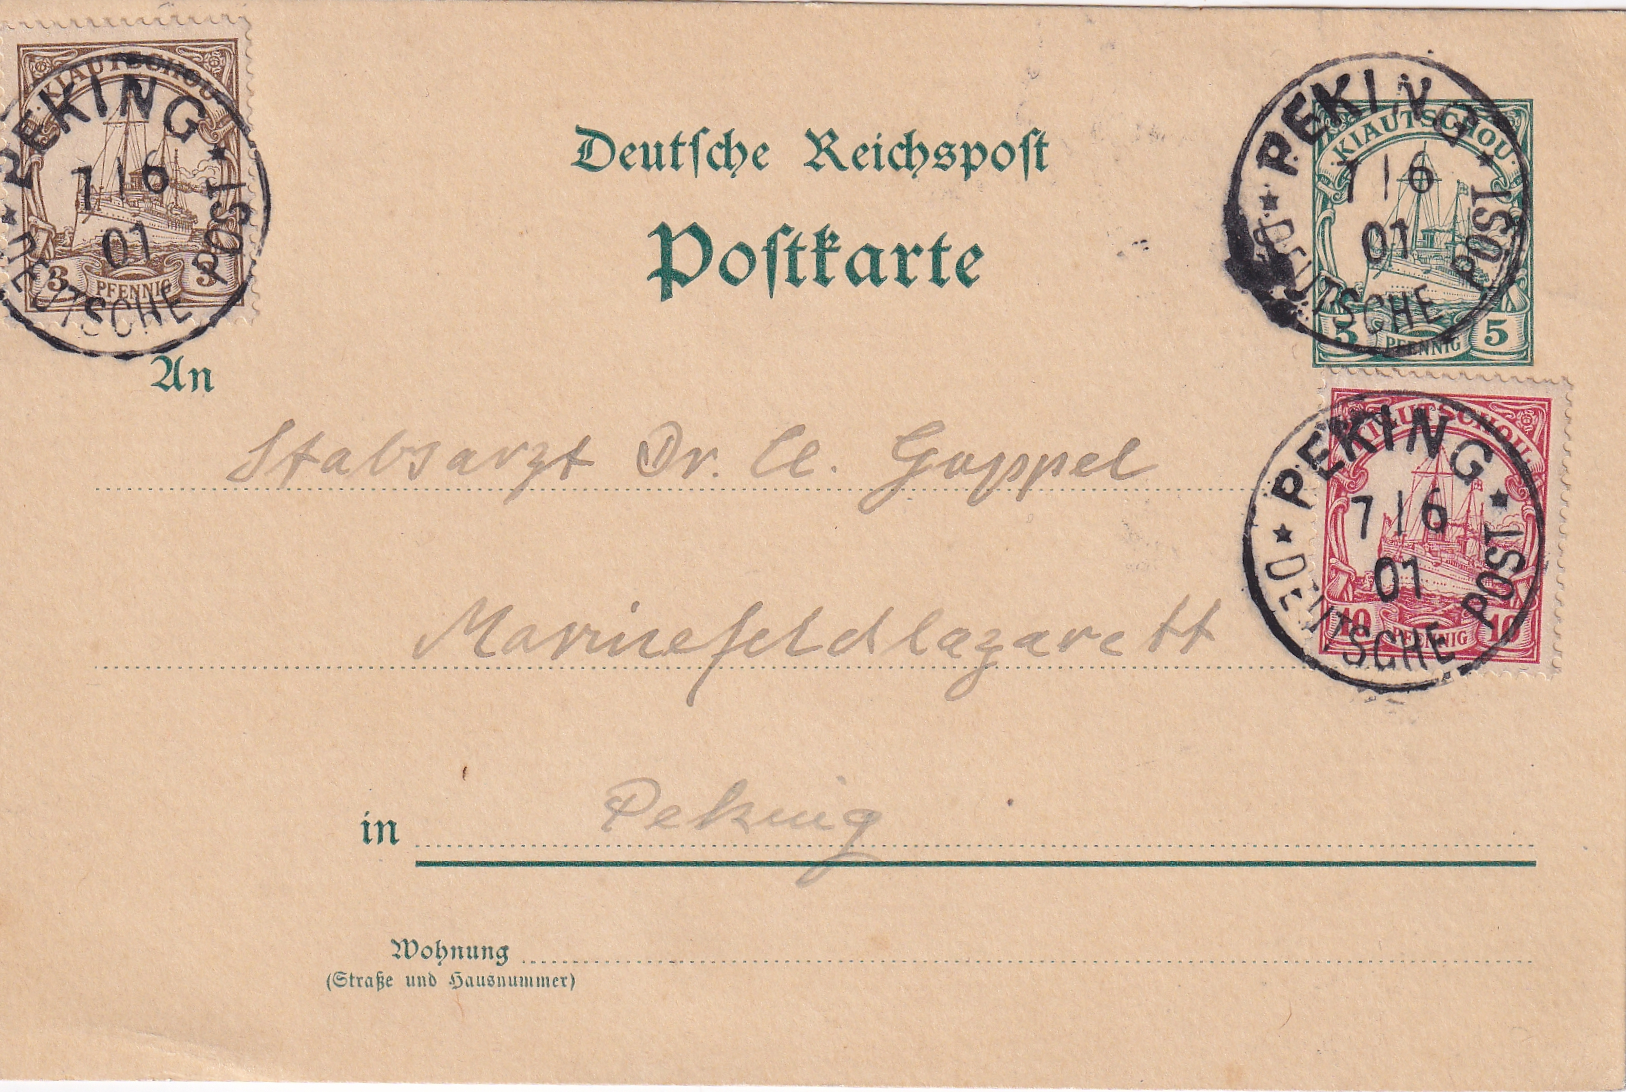 KIAUTSCHOU
3 PFENNIG 3
PEKING
7/6
01
* DEUTSCHE POST *
Deutsche Reichspost
Postkarte
KIAUTSCHOU
5 PFENNIG 5
PEKING
7/6
01
* DEUTSCHE POST *
An
Stabsarzt Dr. A. Gappel
KIAUTSCHOU
10 PFENNIG 10
PEKING
7/6
01
* DEUTSCHE POST *
Marinefeldlazarett
in Peking
Wohnung
(Straße und Hausnummer)